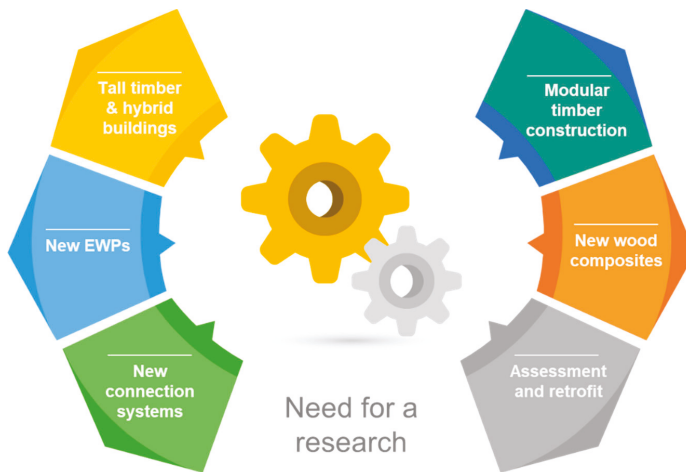 Tall timber
& hybrid
buildings
New EWPs
New
connection
systems
Modular
timber
construction
New wood
composites
Assessment
and retrofit
Need for a
research